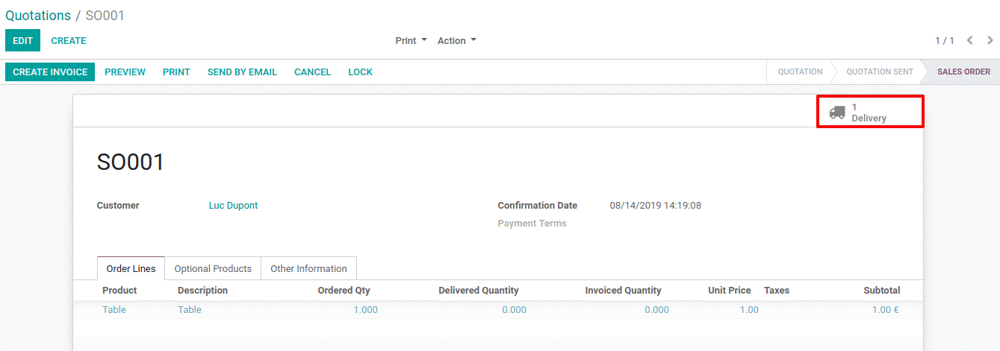 Quotations / SO001
EDIT CREATE Print Action 1 / 1
CREATE INVOICE PREVIEW PRINT SEND BY EMAIL CANCEL LOCK QUOTATION QUOTATION SENT SALES ORDER
1
Delivery
SO001
Customer Luc Dupont Confirmation Date 08/14/2019 14:19:08
Payment Terms
Order Lines Optional Products Other Information
Product Description Ordered Qty Delivered Quantity Invoiced Quantity Unit Price Taxes Subtotal
Table Table 1.000 0.000 0.000 1.00 1.00 €